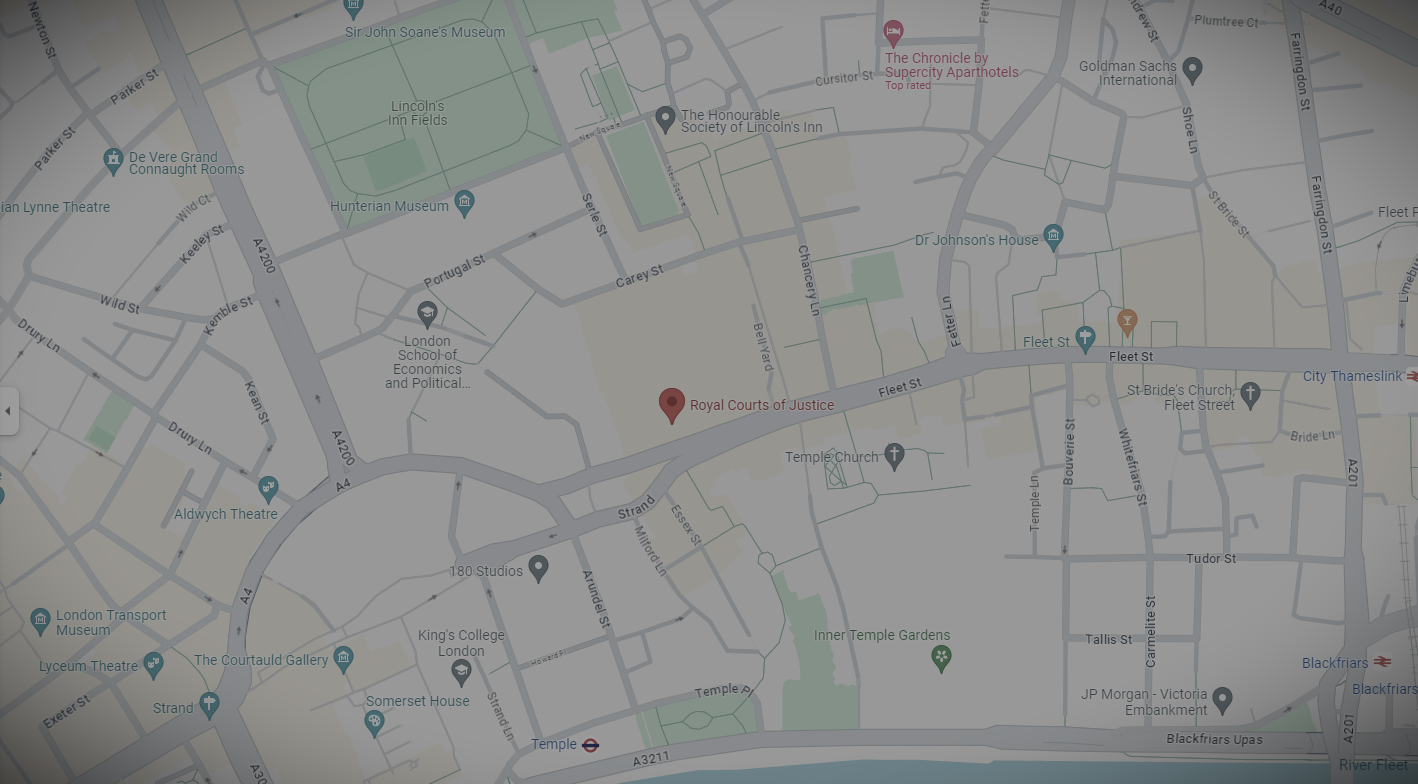 Newton St
Sir John Soane's Museum
Parker St
Parker St
Lincoln's
Inn Fields
De Vere Grand
Connaught Rooms
ian Lynne Theatre
Wild Ct
Keeley St
A4200
Hunterian Museum
Serle St
New Square
New Square
The Honourable
Society of Lincoln's Inn
The Chronicle by
Supercity Aparthotels
Top rated
Cursitor St
Fette
drew St
Plumtree Ct
A40
Goldman Sachs
International
Shoe Ln
Farringdon St
Farringdon St
St Bride St
Fleet P
Limebu
Dr Johnson's House
Portugal St
Carey St
Chancery Ln
Bell Yard
Fetter Ln
Wild St
Kemble St
Drury Ln
London
School of
Economics
and Political...
Kean St
Drury Ln
A4200
Royal Courts of Justice
Fleet St
Fleet St
Fleet St
City Thameslink
St Bride's Church,
Fleet Street
Bride Ln
A201
Temple Church
Bouverie St
Whitefriars St
Temple Ln
A4
Aldwych Theatre
Strand
Essex St
Milford Ln
180 Studios
Arundel St
Tudor St
A4
London Transport
Museum
Lyceum Theatre
The Courtauld Gallery
King's College
London
Howard Pl
Inner Temple Gardens
Tallis St
Carmelite St
Blackfriars
Blackfriars
Exeter St
Strand
Somerset House
Strand Ln
Temple Pl
JP Morgan - Victoria
Embankment
A201
Temple
A3211
Blackfriars Upas
A30
River Fleet